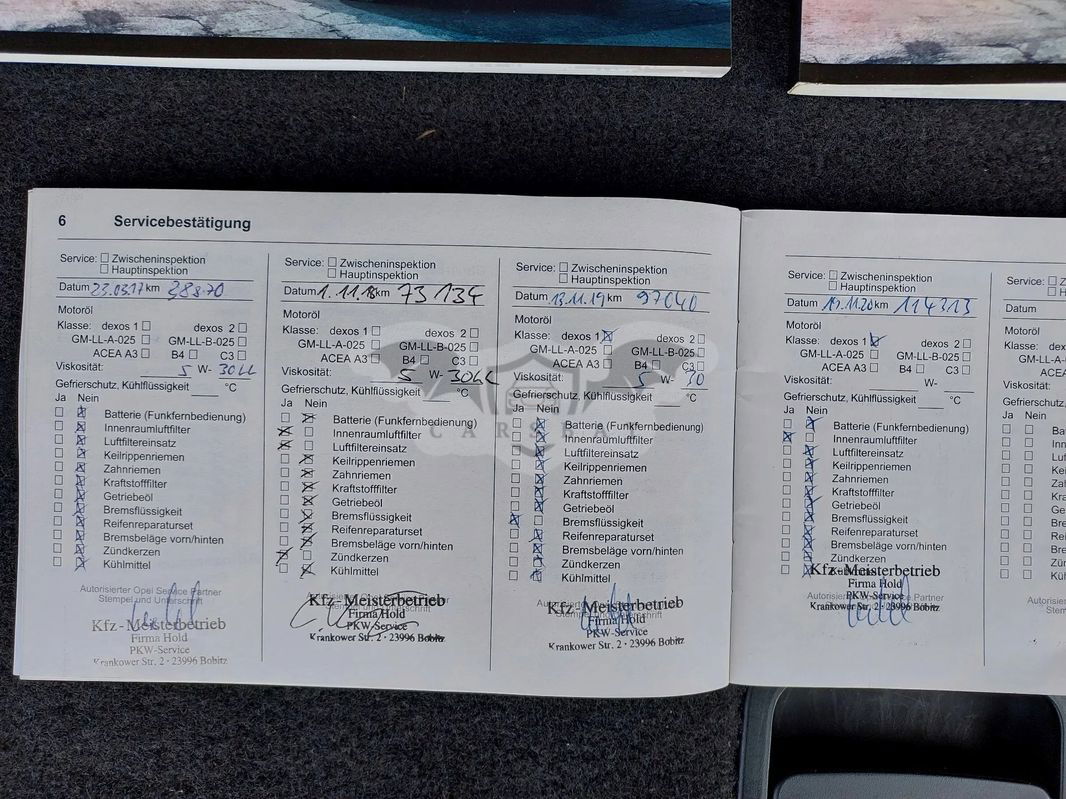 6 Servicebestätigung
Service: Zwischeninspektion
Hauptinspektion
Datum 23.03.17 km 38870
Motoröl
Klasse: dexos 1 dexos 2
GM-LL-A-025 GM-LL-B-025
ACEA A3 B4 C3
Viskosität: 5 W- 30LL
Gefrierschutz, Kühlflüssigkeit °C
Ja Nein
Batterie (Funkfernbedienung)
Innenraumluftfilter
Luftfiltereinsatz
Keilrippenriemen
Zahnriemen
Kraftstofffilter
Getriebeöl
Bremsflüssigkeit
Reifenreparaturset
Bremsbeläge vorn/hinten
Zündkerzen
Kühlmittel
Autorisierter Opel Service Partner
Stempel und Unterschrift
Kfz-Meisterbetrieb
Firma Hold
PKW-Service
Krankower Str. 2 · 23996 Bobitz
Service: Zwischeninspektion
Hauptinspektion
Datum 1.11.18 km 73134
Motoröl
Klasse: dexos 1 dexos 2
GM-LL-A-025 GM-LL-B-025
ACEA A3 B4 C3
Viskosität: 5 W- 30LL
Gefrierschutz, Kühlflüssigkeit °C
Ja Nein
Batterie (Funkfernbedienung)
Innenraumluftfilter
Luftfiltereinsatz
Keilrippenriemen
Zahnriemen
Kraftstofffilter
Getriebeöl
Bremsflüssigkeit
Reifenreparaturset
Bremsbeläge vorn/hinten
Zündkerzen
Kühlmittel
Kfz-Meisterbetrieb
Firma Hold
PKW-Service
Krankower Str. 2 · 23996 Bobitz
Service: Zwischeninspektion
Hauptinspektion
Datum 13.11.19 km 97040
Motoröl
Klasse: dexos 1 dexos 2
GM-LL-A-025 GM-LL-B-025
ACEA A3 B4 C3
Viskosität: 5 W- 30
Gefrierschutz, Kühlflüssigkeit °C
Ja Nein
Batterie (Funkfernbedienung)
Innenraumluftfilter
Luftfiltereinsatz
Keilrippenriemen
Zahnriemen
Kraftstofffilter
Getriebeöl
Bremsflüssigkeit
Reifenreparaturset
Bremsbeläge vorn/hinten
Zündkerzen
Kühlmittel
Kfz-Meisterbetrieb
Firma Hold
PKW-Service
Krankower Str. 2 · 23996 Bobitz
Service: Zwischeninspektion
Hauptinspektion
Datum 19.11.20 km 114313
Motoröl
Klasse: dexos 1 dexos 2
GM-LL-A-025 GM-LL-B-025
ACEA A3 B4 C3
Viskosität: W-
Gefrierschutz, Kühlflüssigkeit °C
Ja Nein
Batterie (Funkfernbedienung)
Innenraumluftfilter
Luftfiltereinsatz
Keilrippenriemen
Zahnriemen
Kraftstofffilter
Getriebeöl
Bremsflüssigkeit
Reifenreparaturset
Bremsbeläge vorn/hinten
Zündkerzen
Kfz-Meisterbetrieb
Firma Hold
PKW-Service
Krankower Str. 2 · 23996 Bobitz
Service:
Datum
Motoröl
Klasse:
Viskosität:
Ja Nein